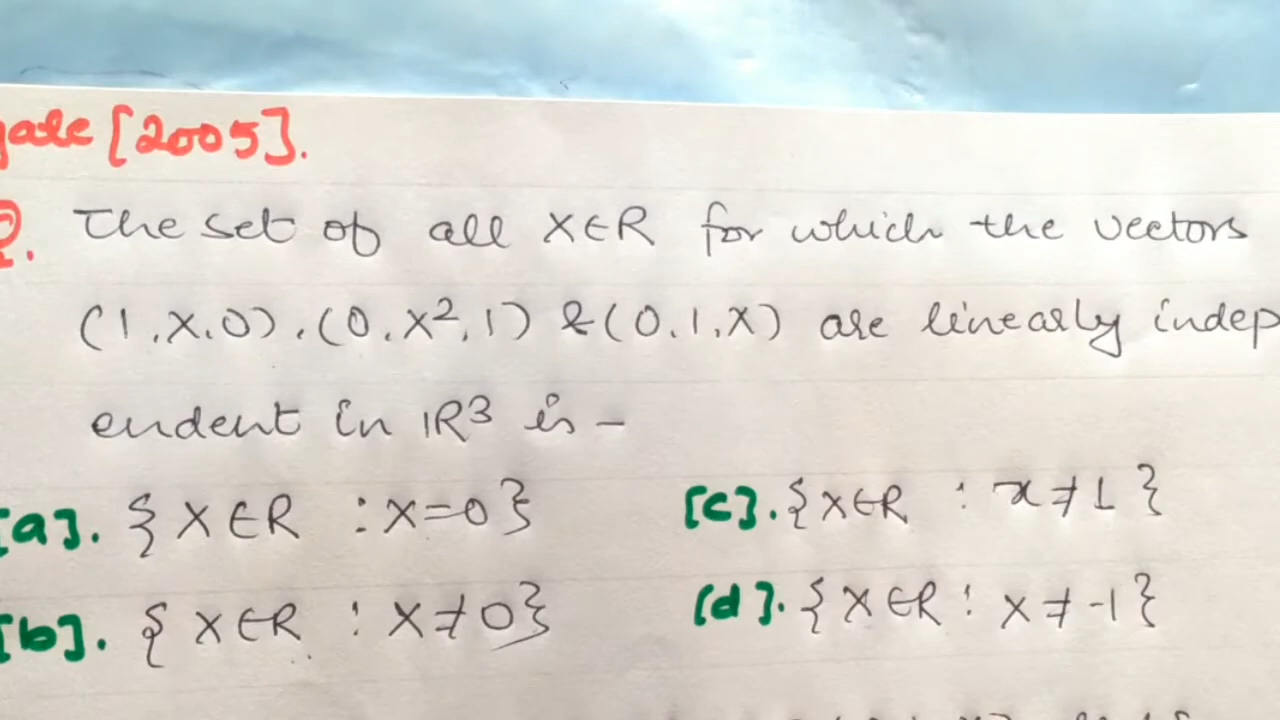 gate [2005].
Q. The set of all X∈R for which the vectors
(1,X,0),(0,X²,1) &(0,1,X) are linearly indep
endent in IR³ is –
[a]. {X∈R : X=0}
[c].{X∈R : x≠1}
[b]. {X∈R : X≠0}
[d].{X∈R : X≠-1}